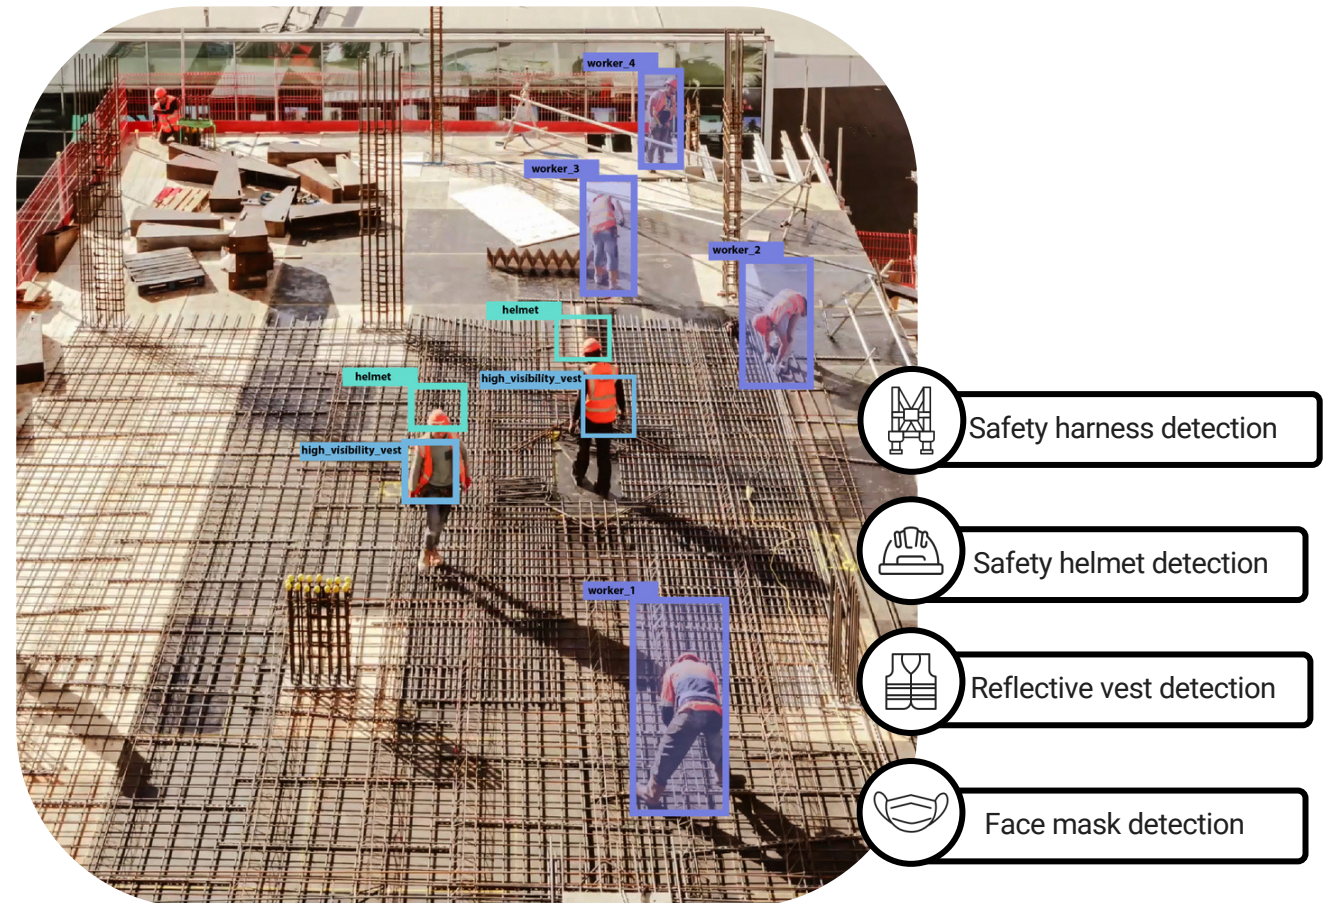 worker_4
worker_3
worker_2
helmet
helmet
high_visibility_vest
high_visibility_vest
worker_1
Safety harness detection
Safety helmet detection
Reflective vest detection
Face mask detection